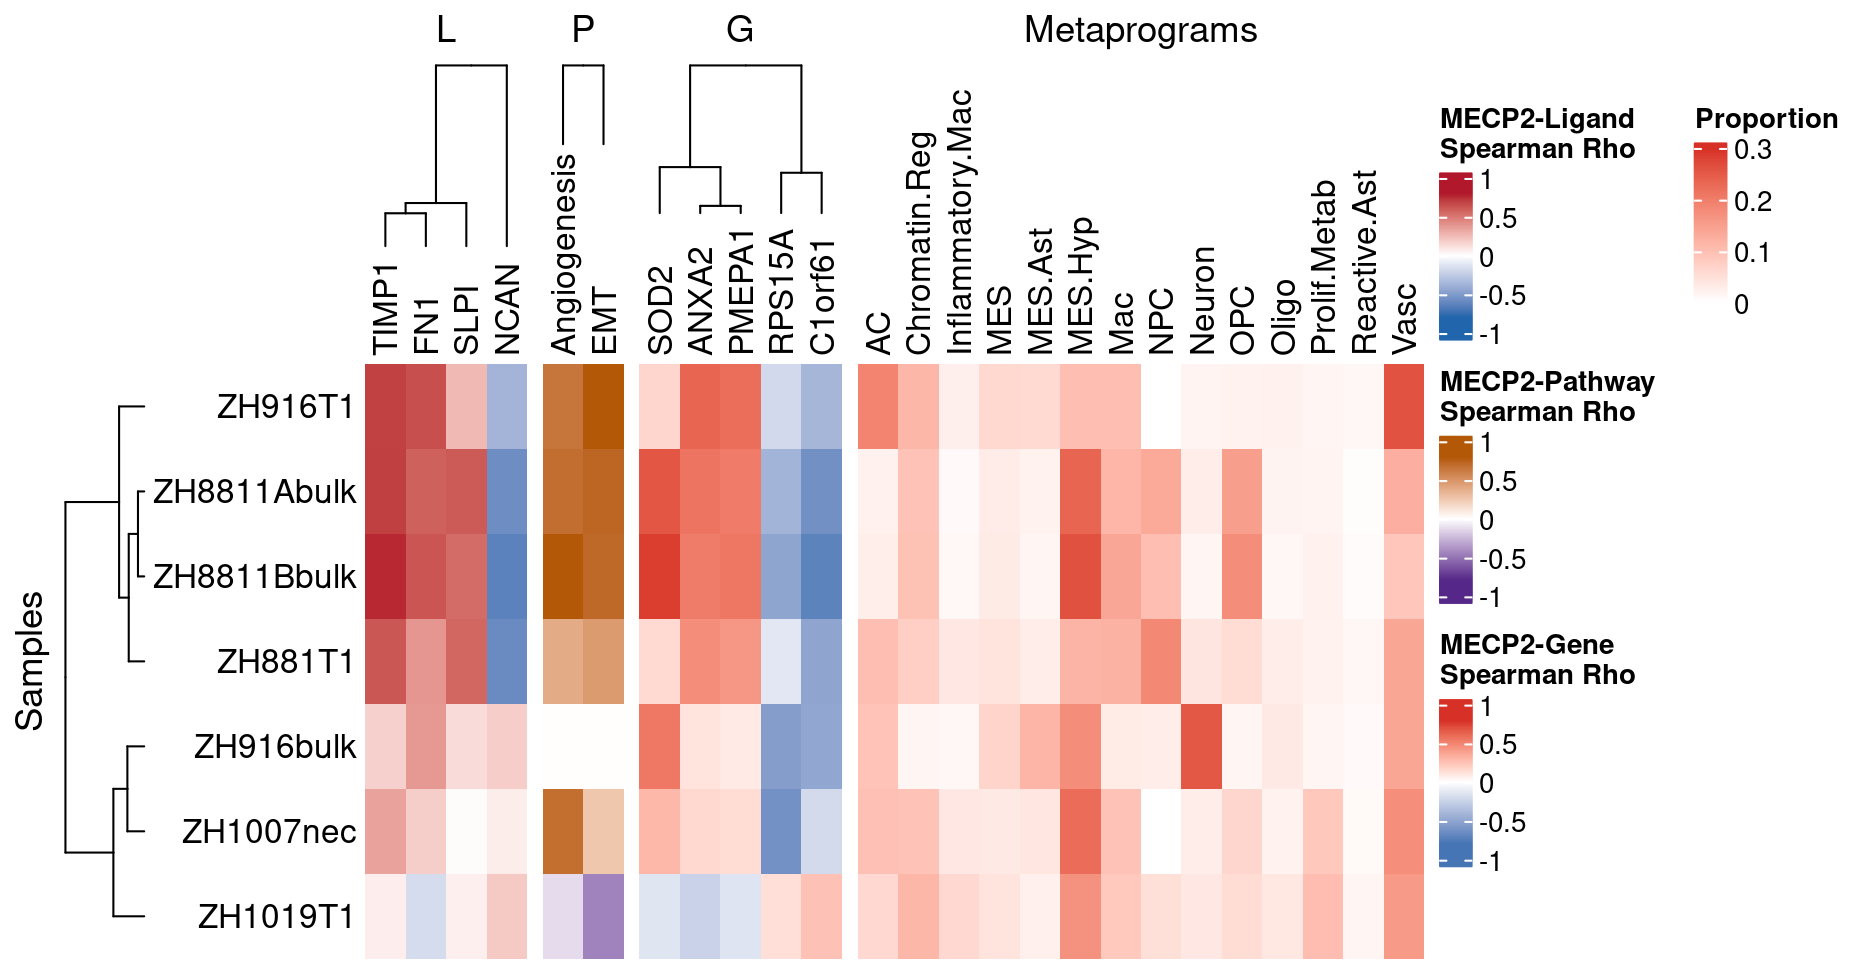 L P G Metaprograms
TIMP1
FN1
SLPI
NCAN
Angiogenesis
EMT
SOD2
ANXA2
PMEPA1
RPS15A
C1orf61
AC
Chromatin.Reg
Inflammatory.Mac
MES
MES.Ast
MES.Hyp
Mac
NPC
Neuron
OPC
Oligo
Prolif.Metab
Reactive.Ast
Vasc
Samples
ZH916T1
ZH8811Abulk
ZH8811Bbulk
ZH881T1
ZH916bulk
ZH1007nec
ZH1019T1
MECP2-Ligand
Spearman Rho
1
0.5
0
-0.5
-1
MECP2-Pathway
Spearman Rho
1
0.5
0
-0.5
-1
MECP2-Gene
Spearman Rho
1
0.5
0
-0.5
-1
Proportion
0.3
0.2
0.1
0